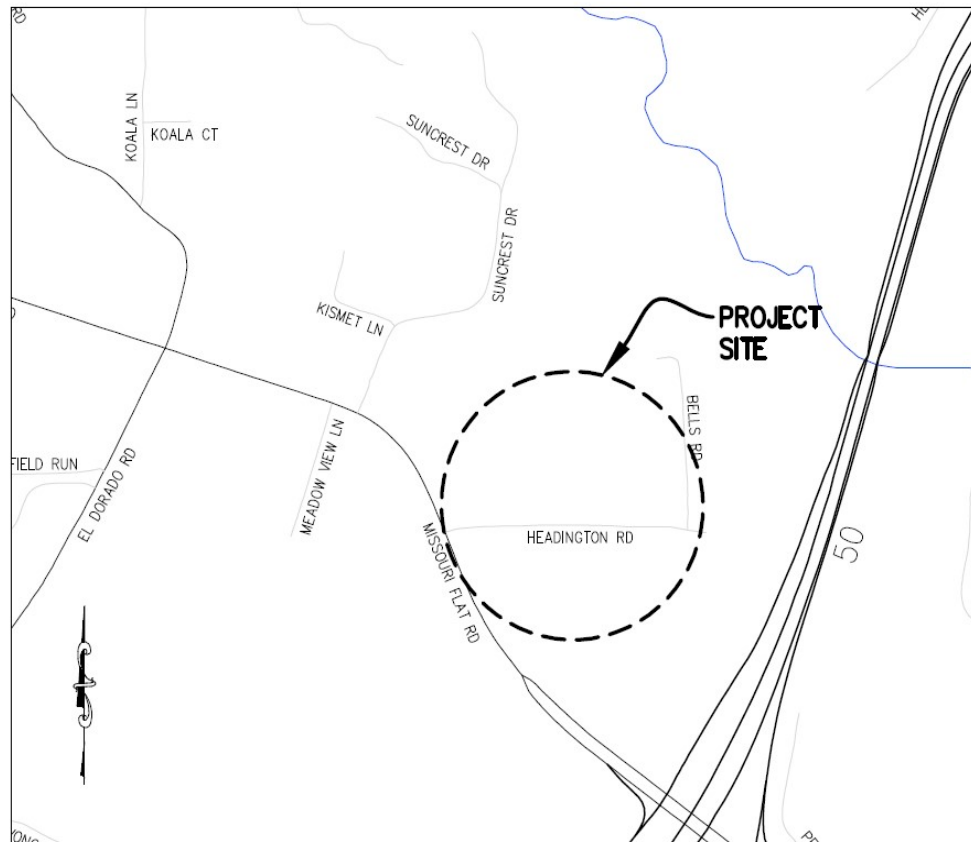 RD
KOALA LN
KOALA CT
SUNCREST DR
SUNCREST DR
KISMET LN
PROJECT
SITE
BELLS RD
MEADOW VIEW LN
FIELD RUN
EL DORADO RD
MISSOURI FLAT RD
HEADINGTON RD
50